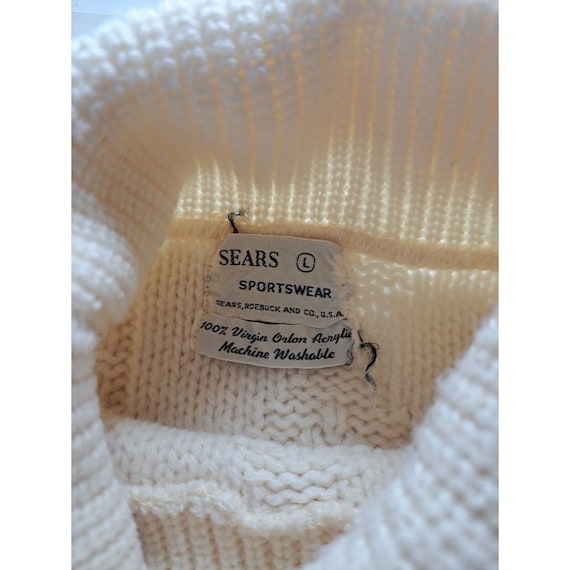 SEARS Ⓛ
SPORTSWEAR
SEARS, ROEBUCK AND CO., U.S.A.
100% Virgin Orlon Acrylic
Machine Washable